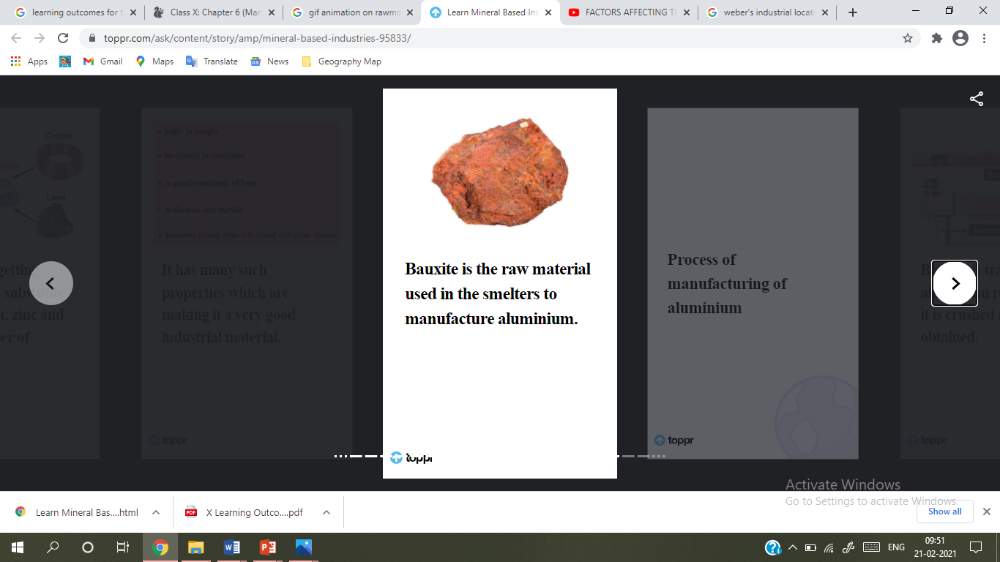 learning outcomes for t
Class X: Chapter 6 (Man
gif animation on rawma
Learn Mineral Based Ind
FACTORS AFFECTING TH
weber's industrial locati
toppr.com/ask/content/story/amp/mineral-based-industries-95833/
Apps
Gmail
Maps
Translate
News
Geography Map
Copper
Lead
getting
substitute
r. zinc and
er of
Light in weight
Resistant to corrosion
A good conductor of heat
Malleable and ductile
Becomes strong when it is mixed with other metals
It has many such
properties which are
making it a very good
industrial material.
toppr
Bauxite is the raw material
used in the smelters to
manufacture aluminium.
toppr
Process of
manufacturing of
aluminium
toppr
it is crushed
obtained.
toppr
Activate Windows
Go to Settings to activate Windows.
Learn Mineral Bas....html
X Learning Outco....pdf
Show all
ENG
09:51
21-02-2021